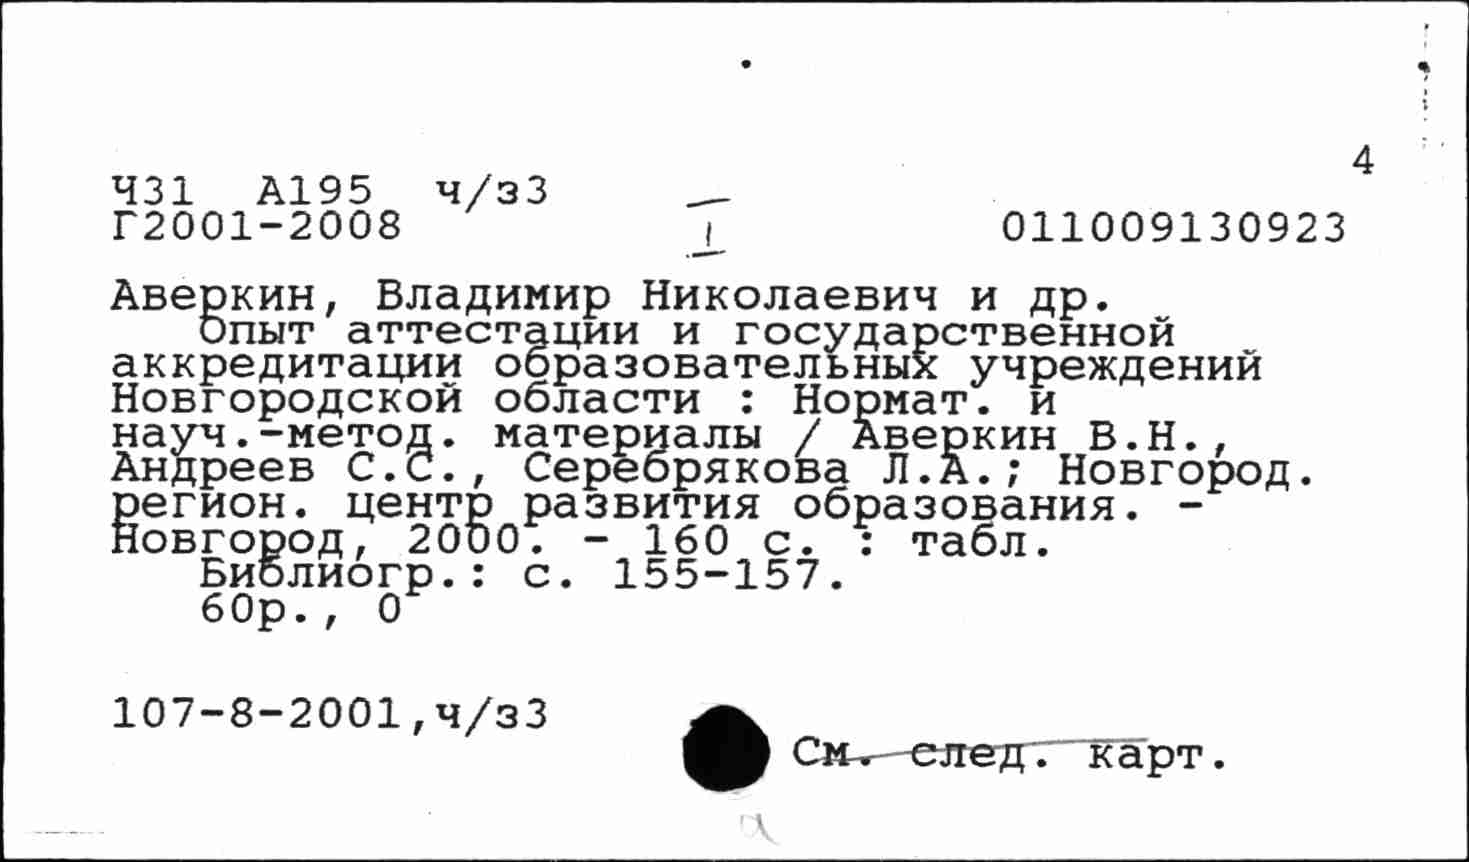 4
Ч31 А195 ч/з3
Г2001-2008 I 011009130923
Аверкин, Владимир Николаевич и др.
Опыт аттестации и государственной
аккредитации образовательных учреждений
Новгородской области : Нормат. и
науч.-метод. материалы / Аверкин В.Н.,
Андреев С.С., Серебрякова Л.А.; Новгород.
регион. центр развития образования. -
Новгород, 2000. - 160 с. : табл.
Библиогр.: с. 155-157.
60р., 0
107-8-2001,ч/з3
См. след. карт.